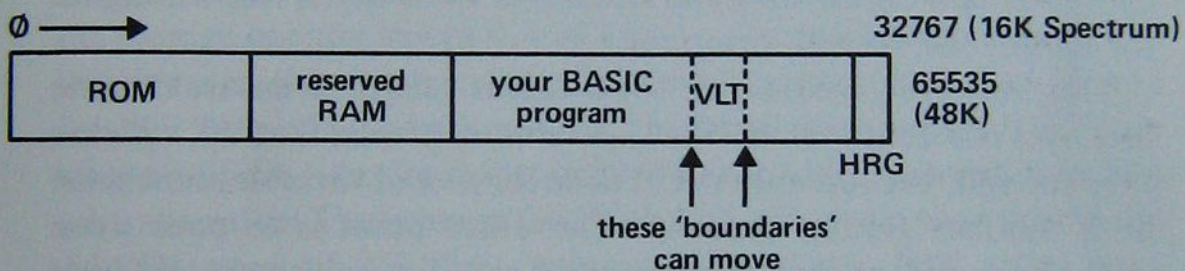 Ø
32767 (16K Spectrum)
ROM
reserved
RAM
your BASIC
program
VLT
65535
(48K)
HRG
these 'boundaries'
can move